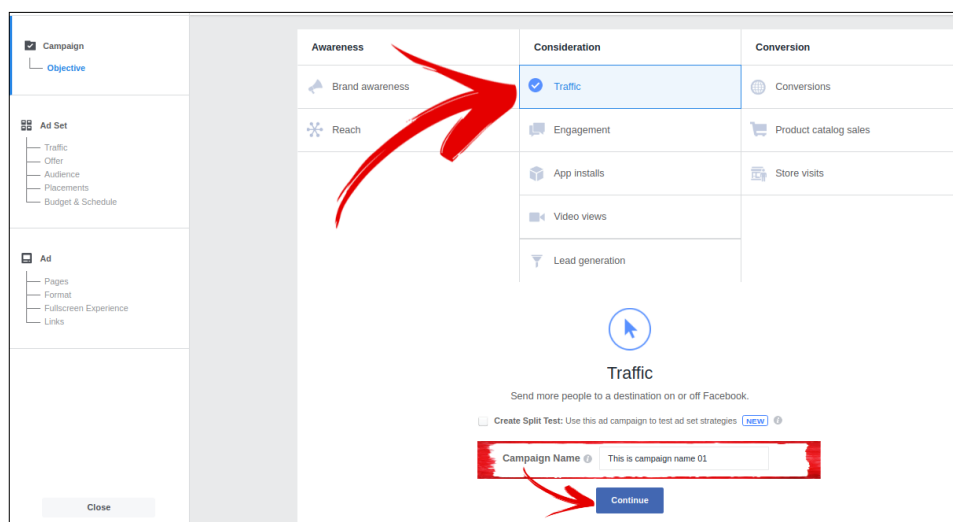 Campaign
Objective
Ad Set
Traffic
Offer
Audience
Placements
Budget & Schedule
Ad
Pages
Format
Fullscreen Experience
Links
Close
Awareness
Consideration
Conversion
Brand awareness
Traffic
Conversions
Reach
Engagement
Product catalog sales
App installs
Store visits
Video views
Lead generation
Traffic
Send more people to a destination on or off Facebook.
Create Split Test: Use this ad campaign to test ad set strategies NEW
Campaign Name This is campaign name 01
Continue